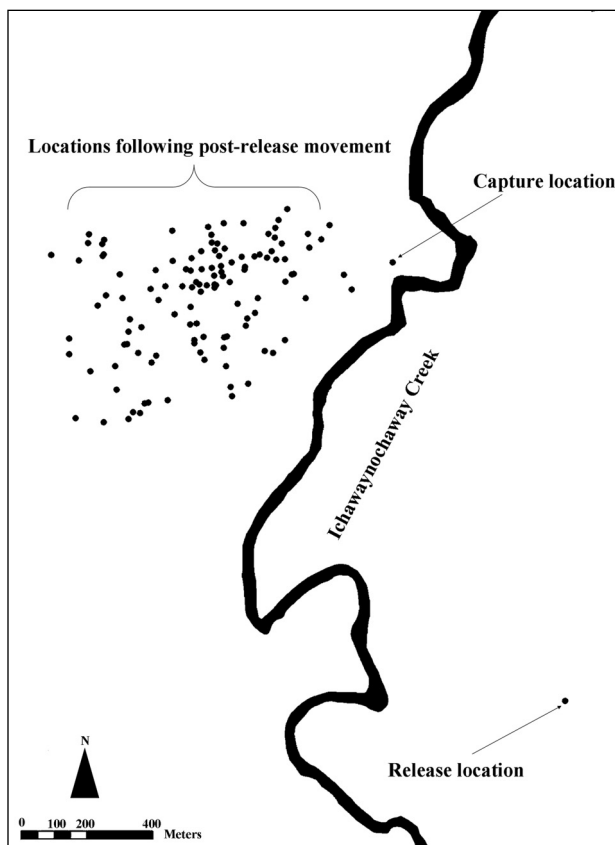 Locations following post-release movement
Capture location
Ichawaynochaway Creek
Release location
N
0 100 200 400
Meters